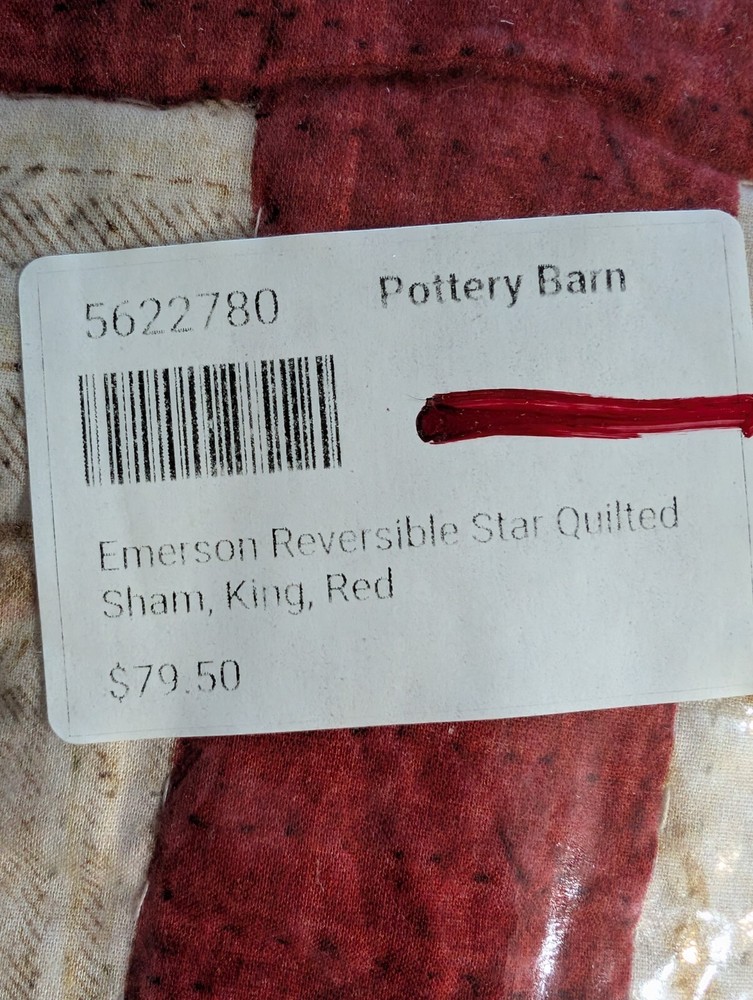 5622780
Pottery Barn
Emerson Reversible Star Quilted
Sham, King, Red
$79.50